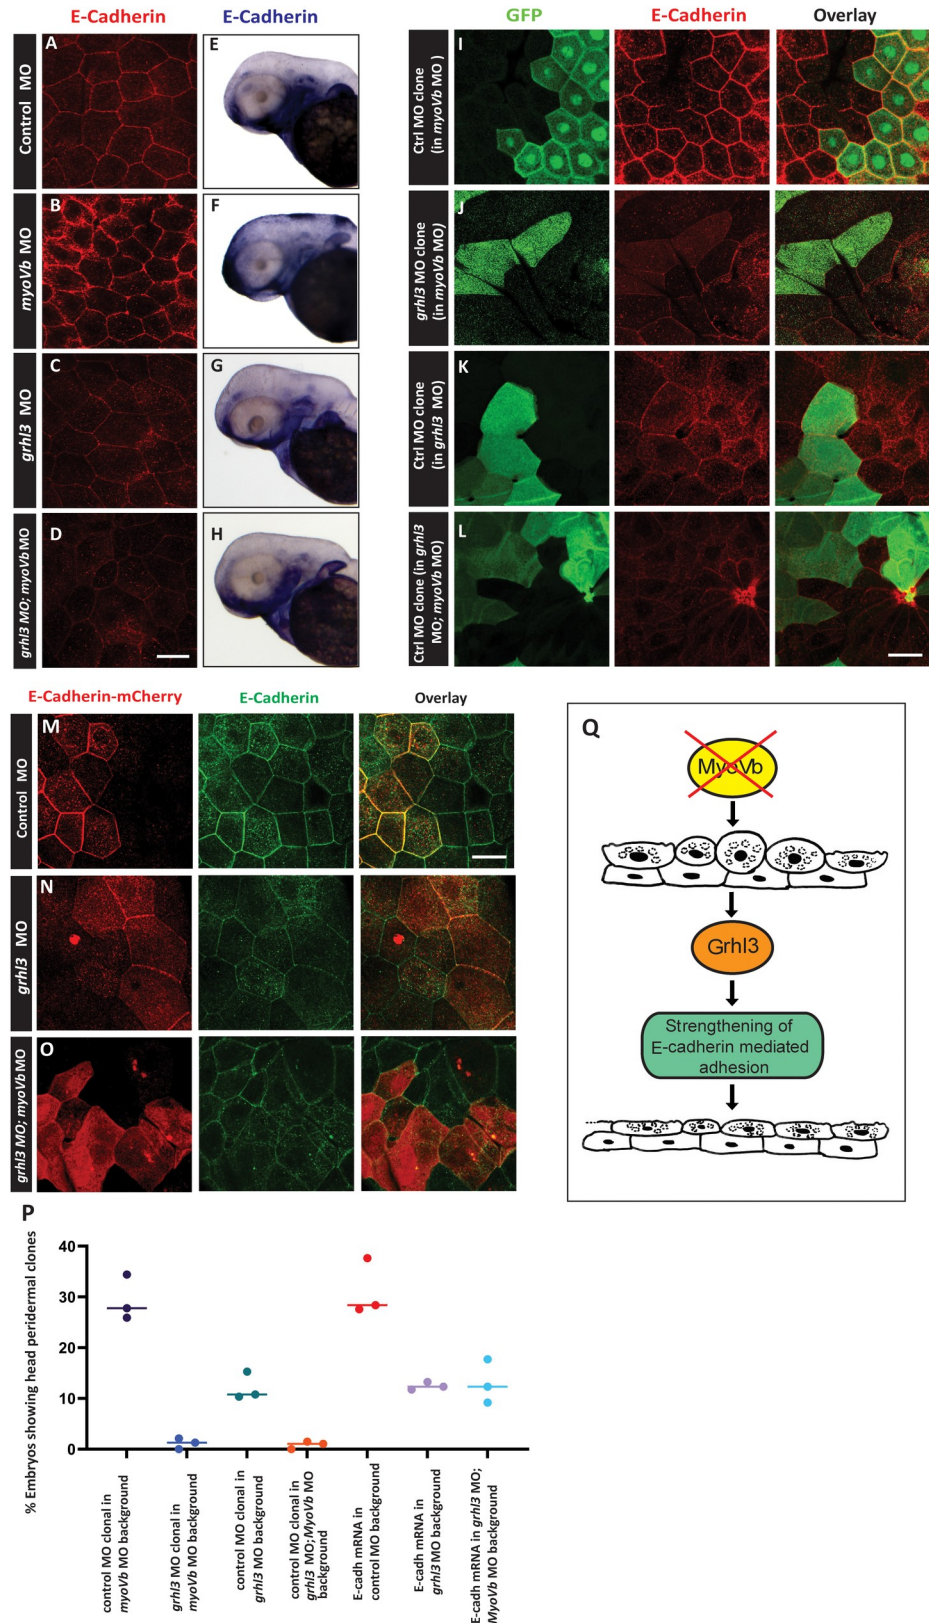 E-Cadherin
E-Cadherin
Control MO
A
E
myoVb MO
B
F
grhl3 MO
C
G
grhl3 MO; myoVb MO
D
H
GFP
E-Cadherin
Overlay
Ctrl MO clone
(in myoVb MO )
I
grhl3 MO clone
(in myoVb MO)
J
Ctrl MO clone
(in grhl3 MO)
K
Ctrl MO clone (in grhl3
MO; myoVb MO)
L
E-Cadherin-mCherry
E-Cadherin
Overlay
Control MO
M
grhl3 MO
N
grhl3 MO; myoVb MO
O
Q
MyoVb
Grhl3
Strengthening of
E-cadherin mediated
adhesion
P
% Embryos showing head peridermal clones
40
30
20
10
0
control MO clonal in
myoVb MO background
grhl3 MO clonal in
myoVb MO background
control MO clonal in
grhl3 MO background
control MO clonal in
grhl3 MO;MyoVb MO
background
E-cadh mRNA in
control MO background
E-cadh mRNA in
grhl3 MO background
E-cadh mRNA in grhl3 MO;
MyoVb MO background